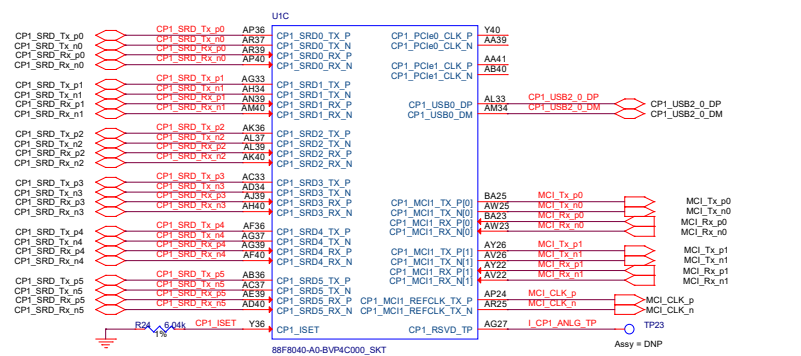 U1C
CP1_SRD_Tx_p0 CP1_SRD_Tx_p0 AP36 CP1_SRD0_TX_P CP1_PCIe0_CLK_P Y40
CP1_SRD_Tx_n0 CP1_SRD_Tx_n0 AR37 CP1_SRD0_TX_N CP1_PCIe0_CLK_N AA39
CP1_SRD_Rx_p0 CP1_SRD_Rx_p0 AR39 CP1_SRD0_RX_P
CP1_SRD_Rx_n0 CP1_SRD_Rx_n0 AP40 CP1_SRD0_RX_N CP1_PCIe1_CLK_P AA41
CP1_PCIe1_CLK_N AB40
CP1_SRD_Tx_p1 CP1_SRD_Tx_p1 AG33 CP1_SRD1_TX_P
CP1_SRD_Tx_n1 CP1_SRD_Tx_n1 AH34 CP1_SRD1_TX_N
CP1_SRD_Rx_p1 CP1_SRD_Rx_p1 AN39 CP1_SRD1_RX_P CP1_USB0_DP AL33 CP1_USB2_0_DP CP1_USB2_0_DP
CP1_SRD_Rx_n1 CP1_SRD_Rx_n1 AM40 CP1_SRD1_RX_N CP1_USB0_DM AM34 CP1_USB2_0_DM CP1_USB2_0_DM
CP1_SRD_Tx_p2 CP1_SRD_Tx_p2 AK36 CP1_SRD2_TX_P
CP1_SRD_Tx_n2 CP1_SRD_Tx_n2 AL37 CP1_SRD2_TX_N
CP1_SRD_Rx_p2 CP1_SRD_Rx_p2 AL39 CP1_SRD2_RX_P
CP1_SRD_Rx_n2 CP1_SRD_Rx_n2 AK40 CP1_SRD2_RX_N
CP1_SRD_Tx_p3 CP1_SRD_Tx_p3 AC33 CP1_SRD3_TX_P
CP1_SRD_Tx_n3 CP1_SRD_Tx_n3 AD34 CP1_SRD3_TX_N
CP1_SRD_Rx_p3 CP1_SRD_Rx_p3 AJ39 CP1_SRD3_RX_P CP1_MCI1_TX_P[0] BA25 MCI_Tx_p0 MCI_Tx_p0
CP1_SRD_Rx_n3 CP1_SRD_Rx_n3 AH40 CP1_SRD3_RX_N CP1_MCI1_TX_N[0] AW25 MCI_Tx_n0 MCI_Tx_n0
CP1_MCI1_RX_P[0] BA23 MCI_Rx_p0 MCI_Rx_p0
CP1_SRD_Tx_p4 CP1_SRD_Tx_p4 AF36 CP1_SRD4_TX_P CP1_MCI1_RX_N[0] AW23 MCI_Rx_n0 MCI_Rx_n0
CP1_SRD_Tx_n4 CP1_SRD_Tx_n4 AG37 CP1_SRD4_TX_N
CP1_SRD_Rx_p4 CP1_SRD_Rx_p4 AG39 CP1_SRD4_RX_P CP1_MCI1_TX_P[1] AY26 MCI_Tx_p1 MCI_Tx_p1
CP1_SRD_Rx_n4 CP1_SRD_Rx_n4 AF40 CP1_SRD4_RX_N CP1_MCI1_TX_N[1] AV26 MCI_Tx_n1 MCI_Tx_n1
CP1_MCI1_RX_P[1] AY22 MCI_Rx_p1 MCI_Rx_p1
CP1_SRD_Tx_p5 CP1_SRD_Tx_p5 AB36 CP1_SRD5_TX_P CP1_MCI1_RX_N[1] AV22 MCI_Rx_n1 MCI_Rx_n1
CP1_SRD_Tx_n5 CP1_SRD_Tx_n5 AC37 CP1_SRD5_TX_N
CP1_SRD_Rx_p5 CP1_SRD_Rx_p5 AE39 CP1_SRD5_RX_P CP1_MCI1_REFCLK_TX_P AP24 MCI_CLK_p MCI_CLK_p
CP1_SRD_Rx_n5 CP1_SRD_Rx_n5 AD40 CP1_SRD5_RX_N CP1_MCI1_REFCLK_TX_N AR25 MCI_CLK_n MCI_CLK_n
R24 6.04k CP1_ISET Y36 CP1_ISET CP1_RSVD_TP AG27 I_CP1_ANLG_TP TP23
1%
Assy = DNP
88F8040-A0-BVP4C000_SKT